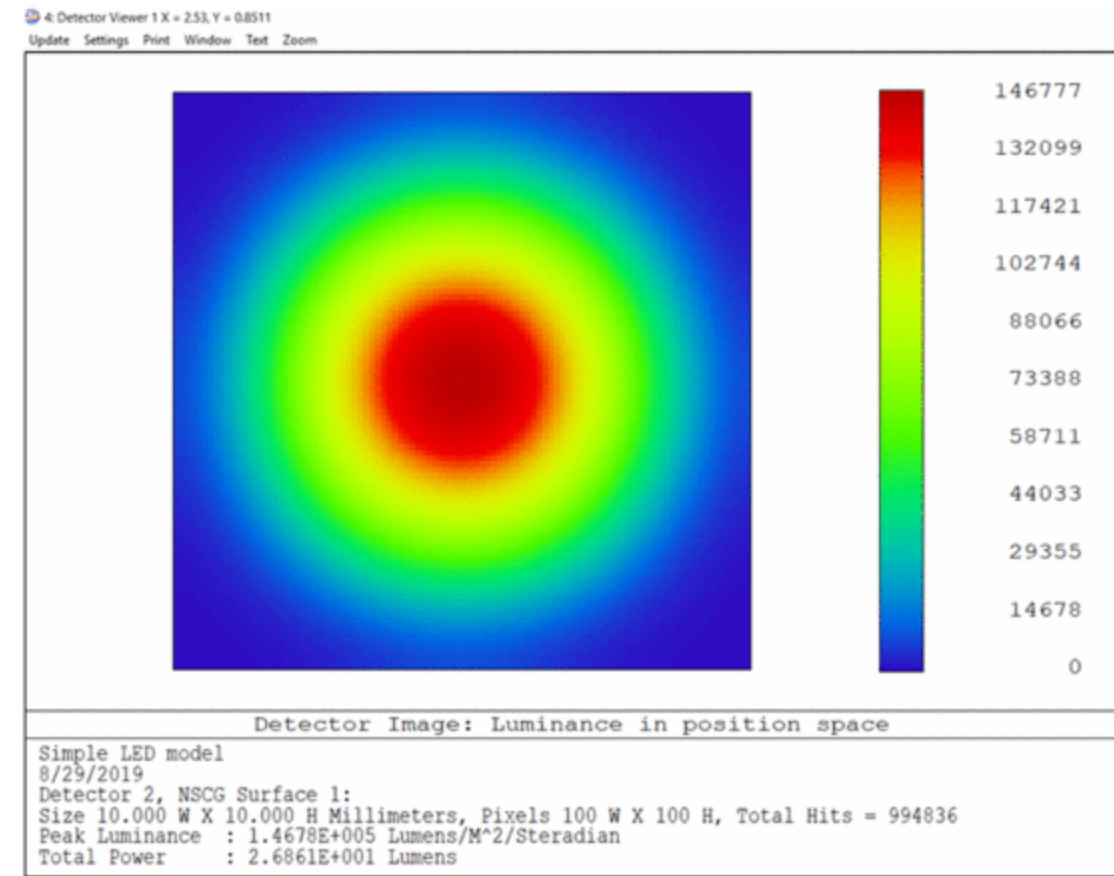 4: Detector Viewer 1 X = 2.53, Y = 0.8511
Update Settings Print Window Text Zoom
146777
132099
117421
102744
88066
73388
58711
44033
29355
14678
0
Detector Image: Luminance in position space
Simple LED model
8/29/2019
Detector 2, NSCG Surface 1:
Size 10.000 W X 10.000 H Millimeters, Pixels 100 W X 100 H, Total Hits = 994836
Peak Luminance : 1.4678E+005 Lumens/M^2/Steradian
Total Power : 2.6861E+001 Lumens